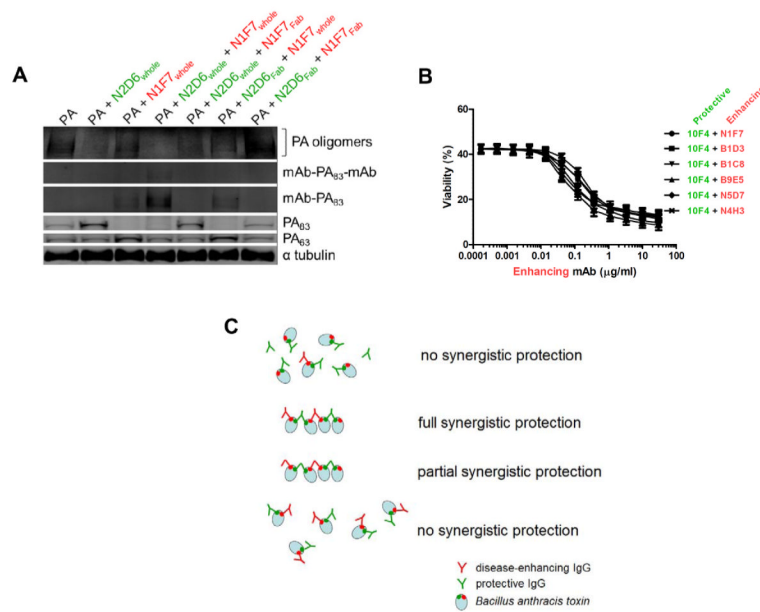 A
PA
PA + N2D6whole
PA + N1F7whole
PA + N2D6whole + N1F7whole
PA + N2D6whole + N1F7Fab
PA + N2D6Fab + N1F7whole
PA + N2D6Fab + N1F7Fab
PA oligomers
mAb-PA83-mAb
mAb-PA83
PA83
PA63
α tubulin
B
Viability (%)
60
40
20
0
0.0001 0.001 0.01 0.1 1 10 100
Enhancing mAb (µg/ml)
Protective Enhancing
10F4 + N1F7
10F4 + B1D3
10F4 + B1C8
10F4 + B9E5
10F4 + N5D7
10F4 + N4H3
C
no synergistic protection
full synergistic protection
partial synergistic protection
no synergistic protection
disease-enhancing IgG
protective IgG
Bacillus anthracis toxin